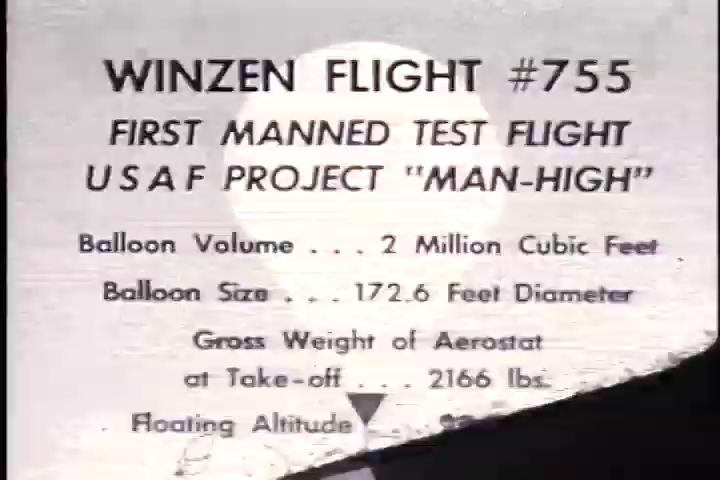 WINZEN FLIGHT #755
FIRST MANNED TEST FLIGHT
USAF PROJECT "MAN-HIGH"
Balloon Volume . . . 2 Million Cubic Feet
Balloon Size . . . 172.6 Feet Diameter
Gross Weight of Aerostat
at Take-off . . . 2166 lbs.
Floating Altitude